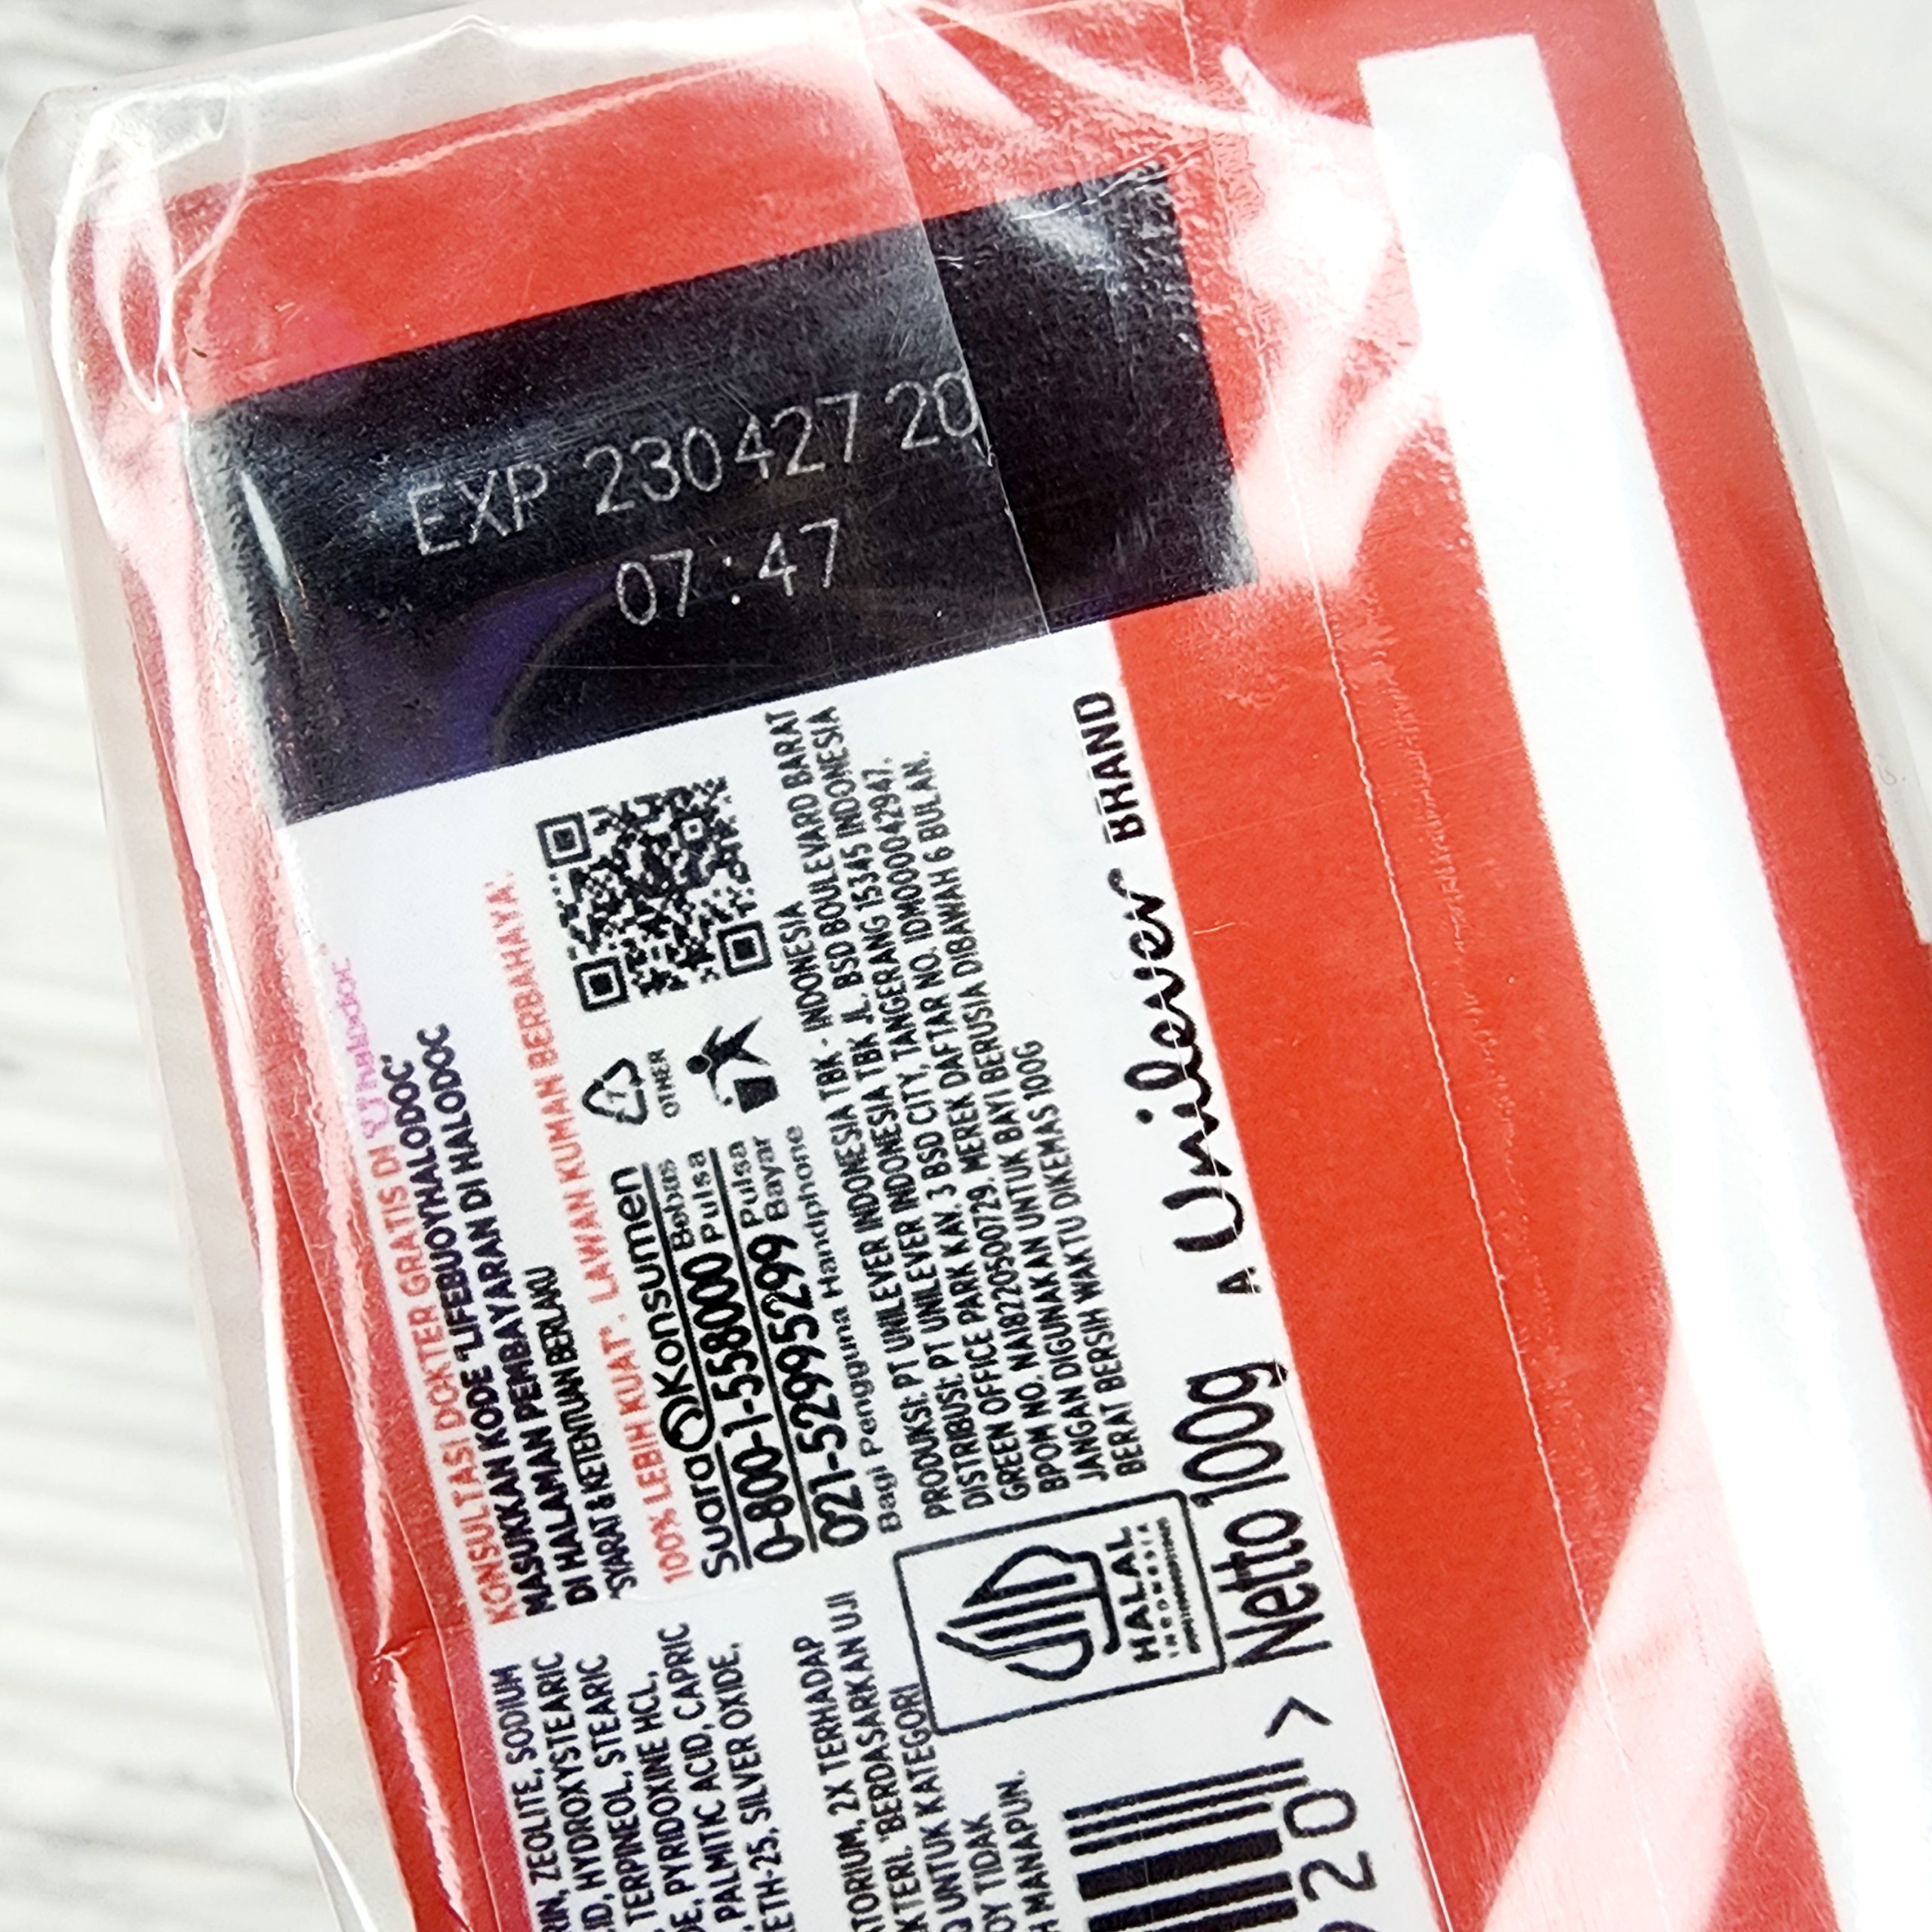 EXP 230427 20
07:47
KONSULTASI DOKTER GRATIS DI halodoc
MASUKKAN KODE "LIFEBUOYHALODOC"
DI HALAMAN PEMBAYARAN DI HALODOC
*SYARAT & KETENTUAN BERLAKU
100% LEBIH KUAT*. LAWAN KUMAN BERBAHAYA*.
Suara Konsumen
0-800-1-558000 Bebas Pulsa
021-52995299 Pulsa Bayar
Bagi Pengguna Handphone
OTHER
PRODUKSI: PT UNILEVER INDONESIA TBK - INDONESIA
DISTRIBUSI: PT UNILEVER INDONESIA TBK JL. BSD BOULEVARD BARAT
GREEN OFFICE PARK KAV. 3 BSD CITY, TANGERANG 15345 INDONESIA
BPOM NO. NA18220500729. MEREK DAFTAR NO. IDM000042947.
JANGAN DIGUNAKAN UNTUK BAYI BERUSIA DIBAWAH 6 BULAN.
BERAT BERSIH WAKTU DIKEMAS 100G
HALAL
INDONESIA
Netto 100g A Unilever BRAND
ZEOLITE, SODIUM
HYDROXYSTEARIC
TERPINEOL, STEARIC
PYRIDOXINE HCL,
PALMITIC ACID, CAPRIC
SILVER OXIDE,
2X TERHADAP
BERDASARKAN UJI
UNTUK KATEGORI
TIDAK
MANAPUN.
20 >